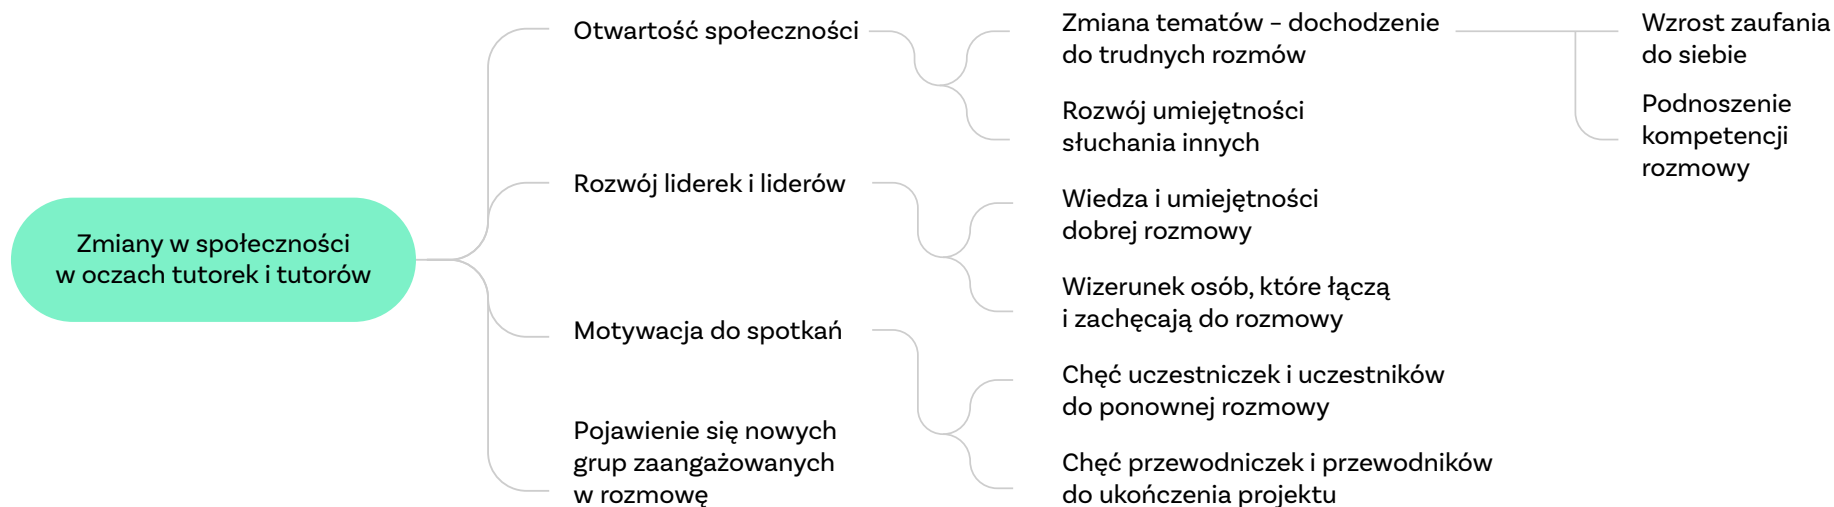 Zmiany w społeczności
w oczach tutorek i tutorów
Otwartość społeczności
Zmiana tematów – dochodzenie
do trudnych rozmów
Wzrost zaufania
do siebie
Podnoszenie
kompetencji
rozmowy
Rozwój umiejętności
słuchania innych
Rozwój liderek i liderów
Wiedza i umiejętności
dobrej rozmowy
Wizerunek osób, które łączą
i zachęcają do rozmowy
Motywacja do spotkań
Chęć uczestniczek i uczestników
do ponownej rozmowy
Chęć przewodniczek i przewodników
do ukończenia projektu
Pojawienie się nowych
grup zaangażowanych
w rozmowę